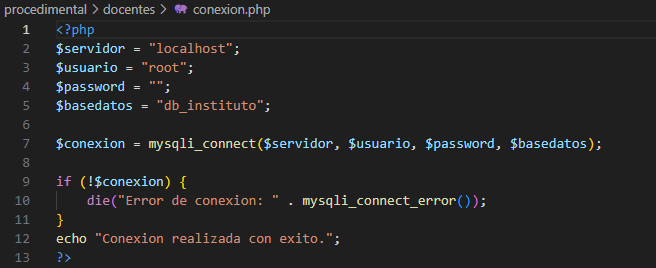 procedimental > docentes > conexion.php
1 <?php
2 $servidor = "localhost";
3 $usuario = "root";
4 $password = "";
5 $basedatos = "db_instituto";
6
7 $conexion = mysqli_connect($servidor, $usuario, $password, $basedatos);
8
9 if (!$conexion) {
10     die("Error de conexion: " . mysqli_connect_error());
11 }
12 echo "Conexion realizada con exito.";
13 ?>